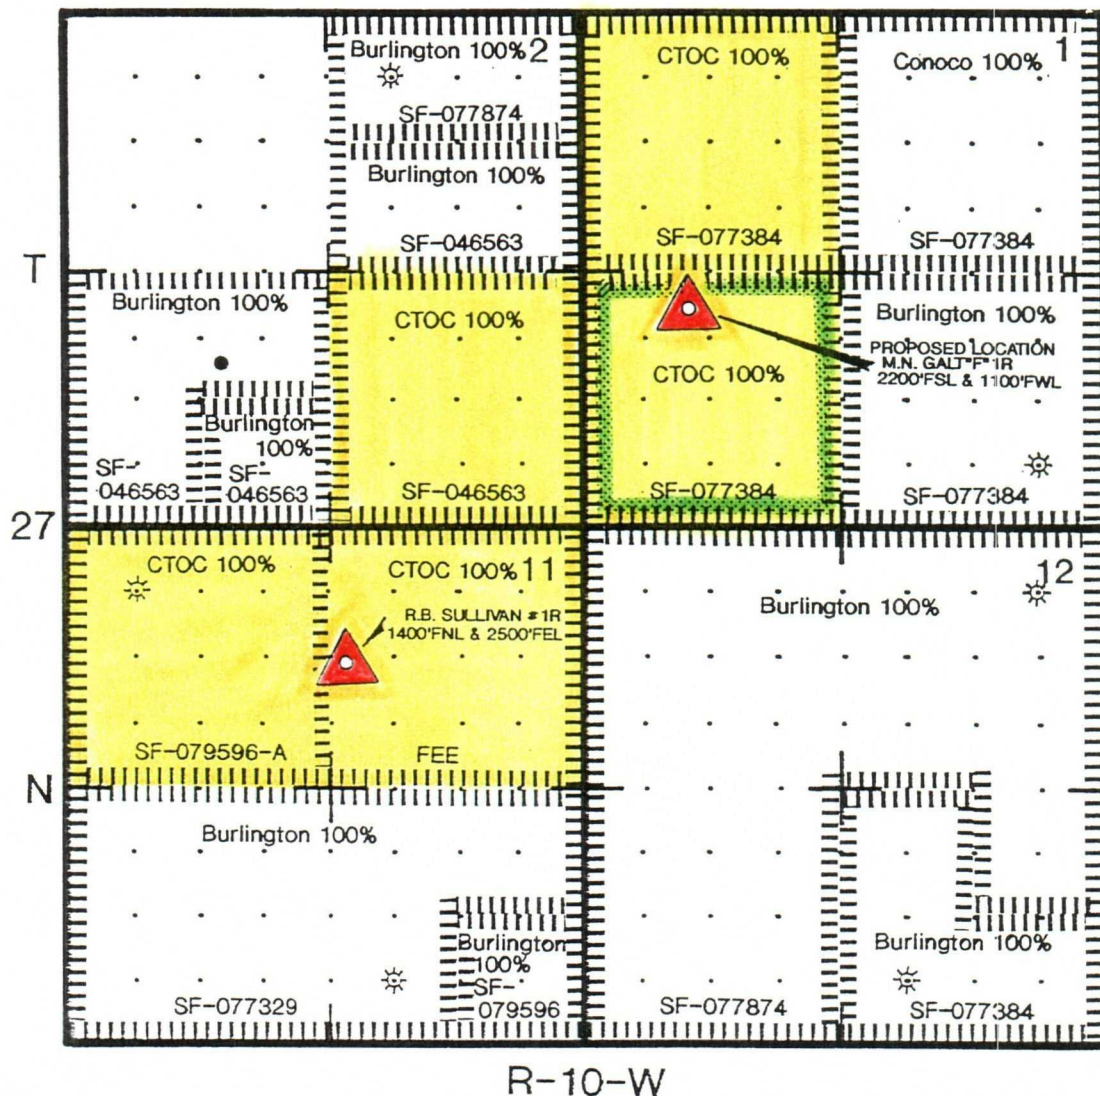 Burlington 100% 2
SF-077874
Burlington 100%
SF-046563
CTOC 100%
SF-077384
Conoco 100% 1
SF-077384
T
Burlington 100%
Burlington
100%
SF-
046563
SF-
046563
CTOC 100%
SF-046563
CTOC 100%
SF-077384
Burlington 100%
PROPOSED LOCATION
M.N. GALT "F" 1R
2200'FSL & 1100'FWL
SF-077384
27
CTOC 100%
SF-079596-A
CTOC 100% 11
R.B. SULLIVAN #1R
1400'FNL & 2500'FEL
FEE
12
Burlington 100%
SF-077874
N
Burlington 100%
SF-077329
Burlington
100%
SF-
079596
Burlington 100%
SF-077384
R-10-W